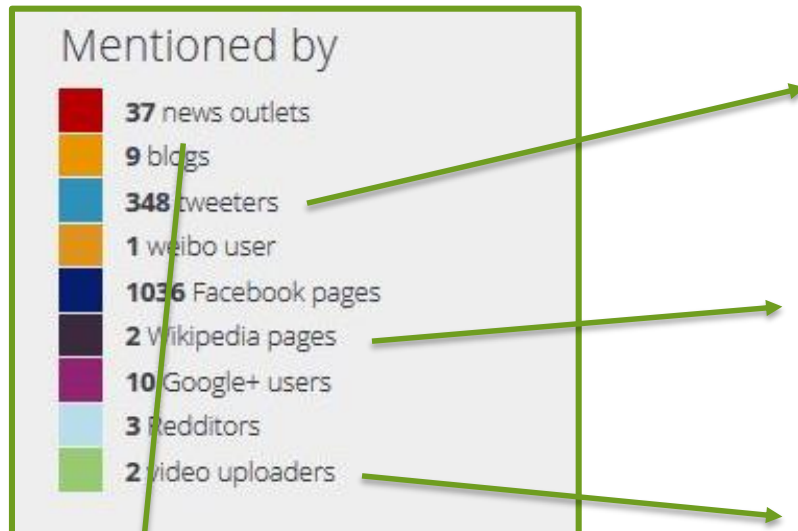 Mentioned by
37 news outlets
9 blogs
348 tweeters
1 weibo user
1036 Facebook pages
2 Wikipedia pages
10 Google+ users
3 Redditors
2 video uploaders